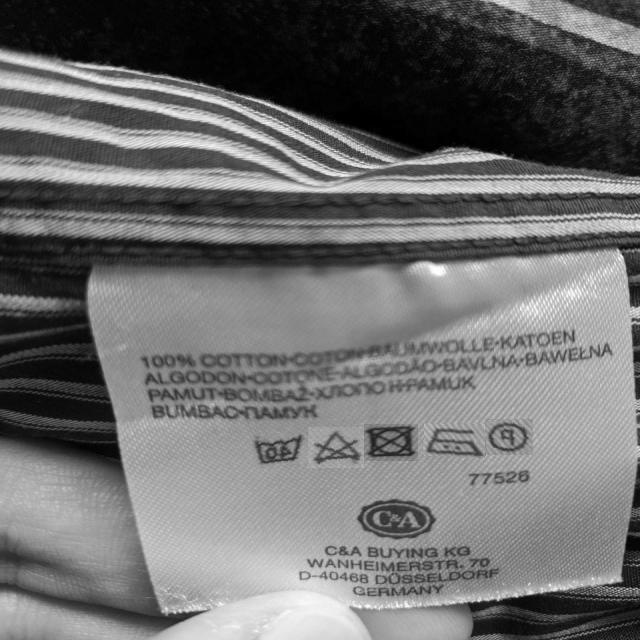 100% COTTON·COTON·BAUMWOLLE·KATOEN
ALGODON·COTONE·ALGODÃO·BAVLNA·BAWEŁNA
PAMUT·BOMBAŽ·ХЛОПОК·PAMUK
BUMBAC·ПАМУК
77526
C&A
C&A BUYING KG
WANHEIMERSTR. 70
D-40468 DÜSSELDORF
GERMANY